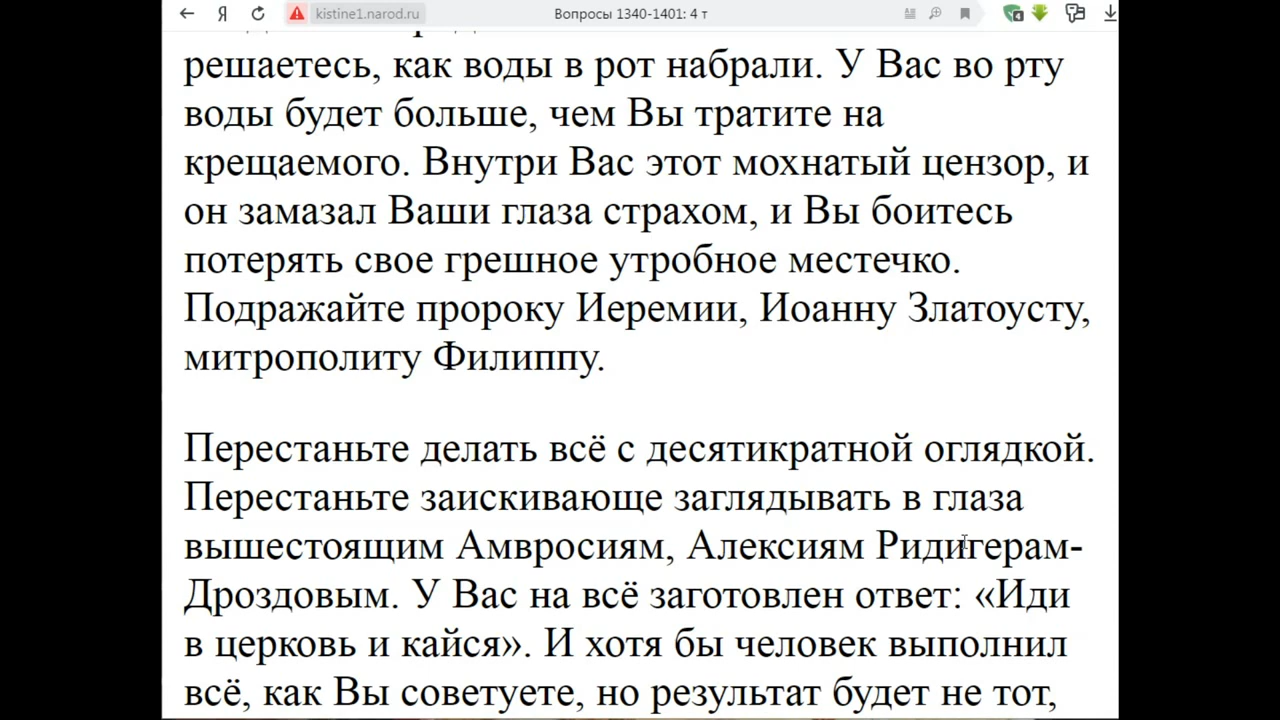 Я kistine1.narod.ru Вопросы 1340-1401: 4 т
решаетесь, как воды в рот набрали. У Вас во рту
воды будет больше, чем Вы тратите на
крещаемого. Внутри Вас этот мохнатый цензор, и
он замазал Ваши глаза страхом, и Вы боитесь
потерять свое грешное утробное местечко.
Подражайте пророку Иеремии, Иоанну Златоусту,
митрополиту Филиппу.
Перестаньте делать всё с десятикратной оглядкой.
Перестаньте заискивающе заглядывать в глаза
вышестоящим Амвросиям, Алексиям Ридигерам-
Дроздовым. У Вас на всё заготовлен ответ: «Иди
в церковь и кайся». И хотя бы человек выполнил
всё, как Вы советуете, но результат будет не тот,